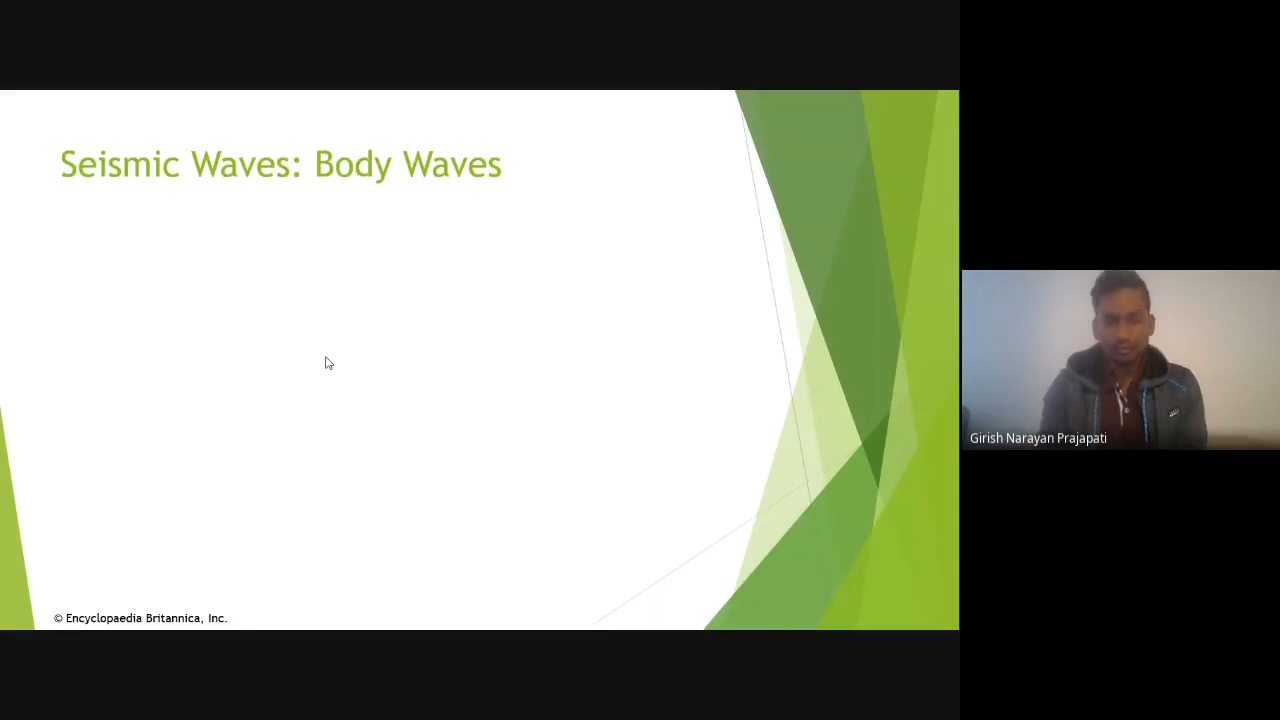 Seismic Waves: Body Waves
Girish Narayan Prajapati
© Encyclopaedia Britannica, Inc.